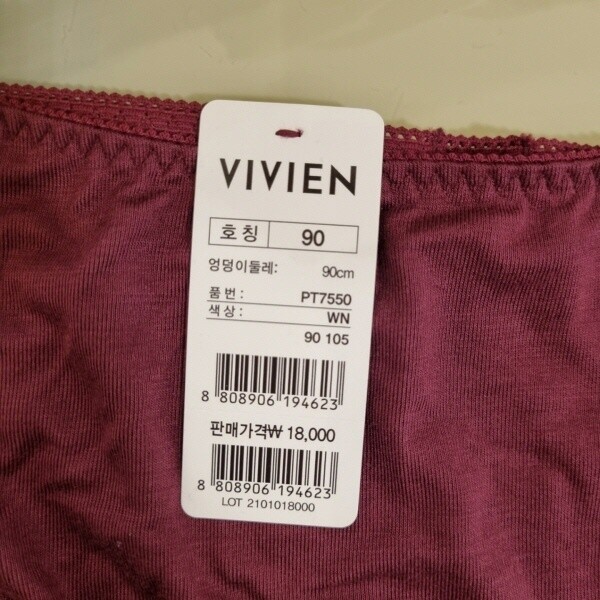 VIVIEN
호칭 90
엉덩이둘레: 90cm
품번: PT7550
색상: WN
90 105
8 808906 194623
판매가격₩ 18,000
8 808906 194623
LOT 2101018000